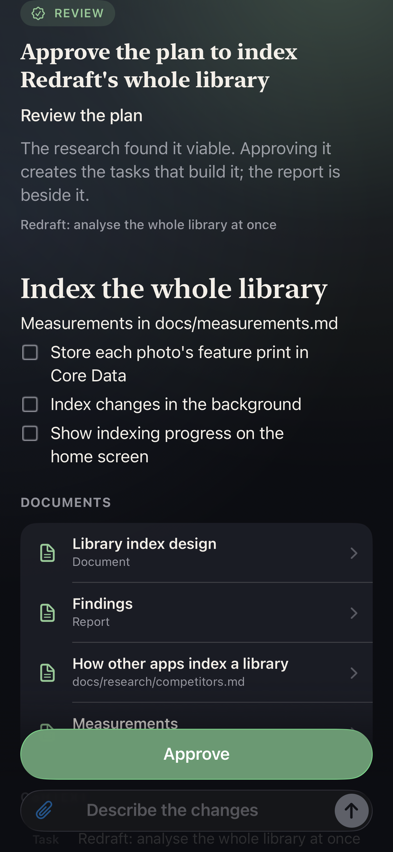 REVIEW
Approve the plan to index
Redraft's whole library
Review the plan
The research found it viable. Approving it
creates the tasks that build it; the report is
beside it.
Redraft: analyse the whole library at once
Index the whole library
Measurements in docs/measurements.md
Store each photo's feature print in
Core Data
Index changes in the background
Show indexing progress on the
home screen
DOCUMENTS
Library index design
Document
Findings
Report
How other apps index a library
docs/research/competitors.md
Measurements
Approve
Describe the changes
Task Redraft: analyse the whole library at once